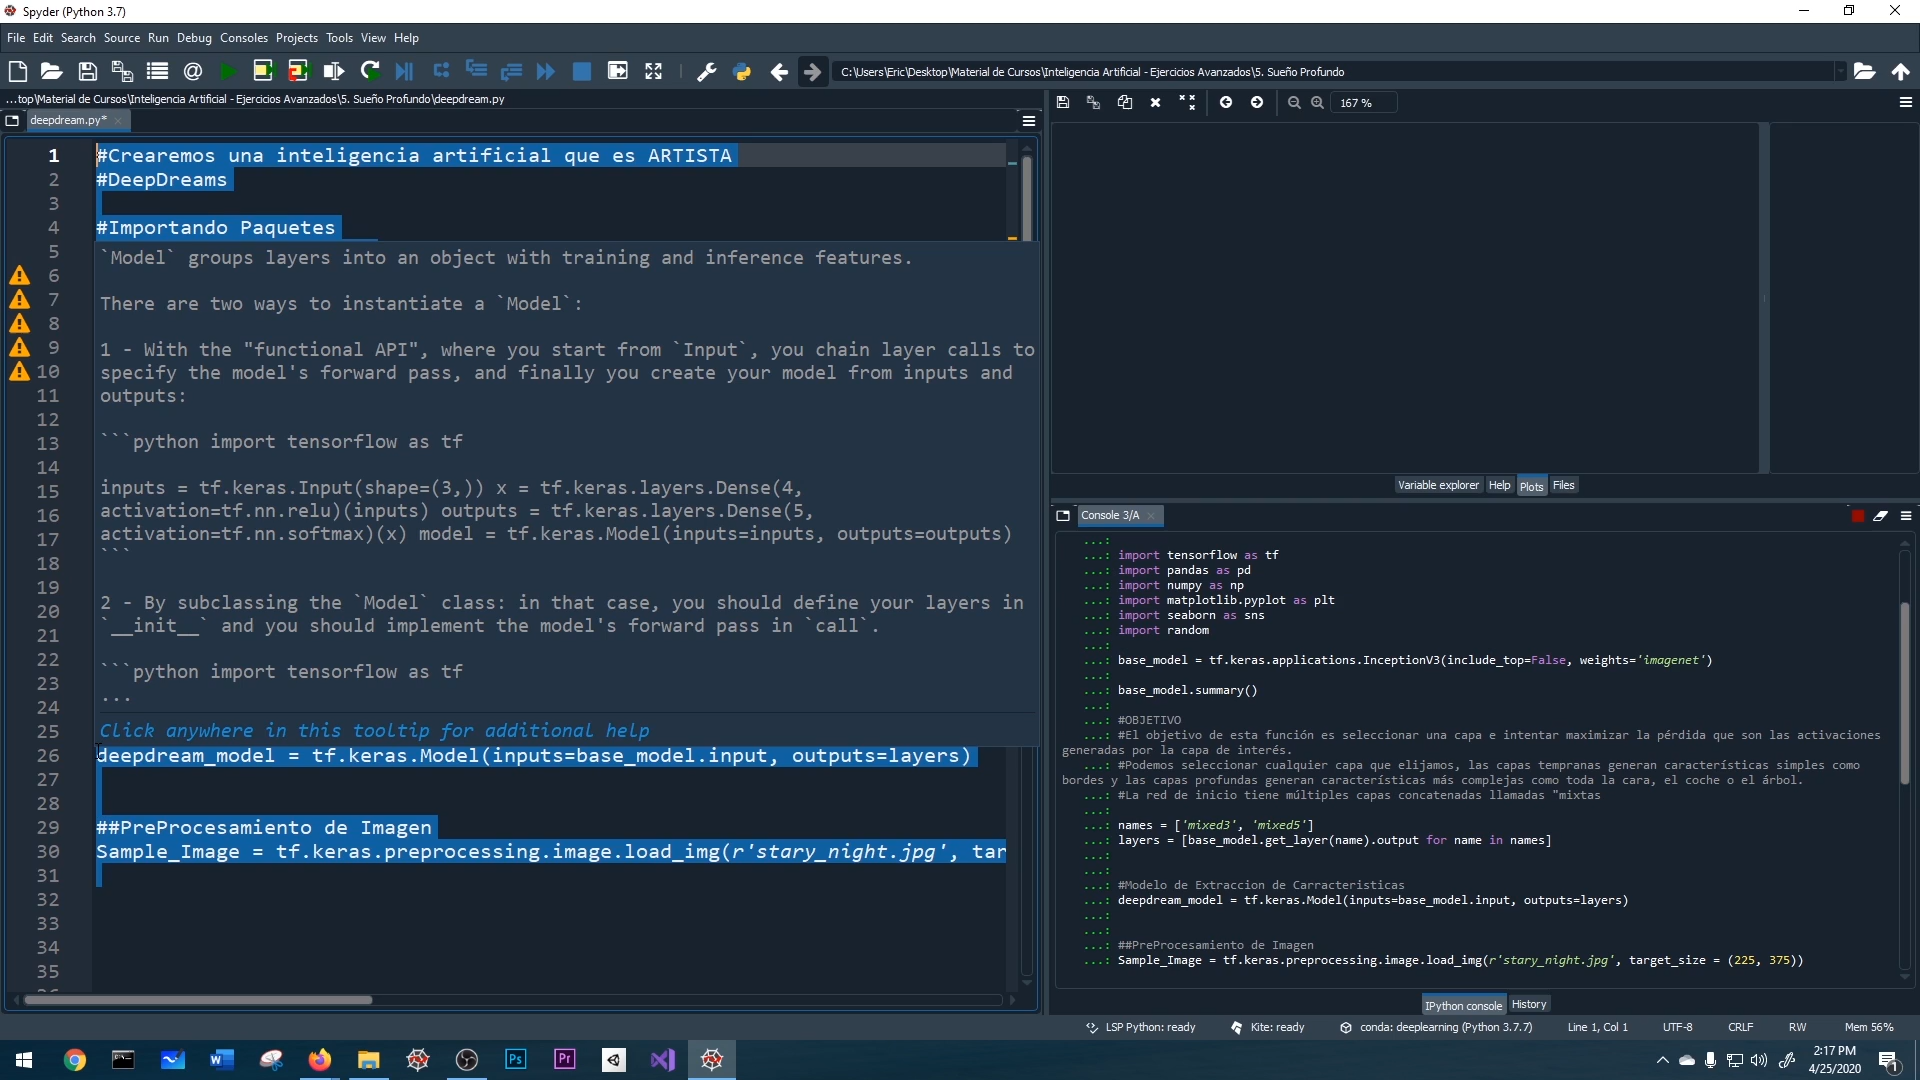 Spyder (Python 3.7)
File Edit Search Source Run Debug Consoles Projects Tools View Help
C:\Users\Eric\Desktop\Material de Cursos\Inteligencia Artificial - Ejercicios Avanzados\5. Sueño Profundo
...top\Material de Cursos\Inteligencia Artificial - Ejercicios Avanzados\5. Sueño Profundo\deepdream.py
deepdream.py*
167 %
1 #Crearemos una inteligencia artificial que es ARTISTA
2 #DeepDreams
3
4 #Importando Paquetes
5
6
7
8
9
10
11
12
13
14
15
16
17
18
19
20
21
22
23
24
25
`Model` groups layers into an object with training and inference features.
There are two ways to instantiate a `Model`:
1 - With the "functional API", where you start from `Input`, you chain layer calls to
specify the model's forward pass, and finally you create your model from inputs and
outputs:
```python import tensorflow as tf
inputs = tf.keras.Input(shape=(3,)) x = tf.keras.layers.Dense(4,
activation=tf.nn.relu)(inputs) outputs = tf.keras.layers.Dense(5,
activation=tf.nn.softmax)(x) model = tf.keras.Model(inputs=inputs, outputs=outputs)
```
2 - By subclassing the `Model` class: in that case, you should define your layers in
`__init__` and you should implement the model's forward pass in `call`.
```python import tensorflow as tf
...
Click anywhere in this tooltip for additional help
26 deepdream_model = tf.keras.Model(inputs=base_model.input, outputs=layers)
27
28
29 ##PreProcesamiento de Imagen
30 Sample_Image = tf.keras.preprocessing.image.load_img(r'stary_night.jpg', tar
31
32
33
34
35
Variable explorer Help Plots Files
Console 3/A
...:
...: import tensorflow as tf
...: import pandas as pd
...: import numpy as np
...: import matplotlib.pyplot as plt
...: import seaborn as sns
...: import random
...:
...: base_model = tf.keras.applications.InceptionV3(include_top=False, weights='imagenet')
...:
...: base_model.summary()
...:
...: #OBJETIVO
...: #El objetivo de esta función es seleccionar una capa e intentar maximizar la pérdida que son las activaciones
generadas por la capa de interés.
...: #Podemos seleccionar cualquier capa que elijamos, las capas tempranas generan características simples como
bordes y las capas profundas generan características más complejas como toda la cara, el coche o el árbol.
...: #La red de inicio tiene múltiples capas concatenadas llamadas "mixtas
...:
...: names = ['mixed3', 'mixed5']
...: layers = [base_model.get_layer(name).output for name in names]
...:
...:
...: #Modelo de Extraccion de Carracteristicas
...: deepdream_model = tf.keras.Model(inputs=base_model.input, outputs=layers)
...:
...:
...: ##PreProcesamiento de Imagen
...: Sample_Image = tf.keras.preprocessing.image.load_img(r'stary_night.jpg', target_size = (225, 375))
IPython console History
LSP Python: ready Kite: ready conda: deeplearning (Python 3.7.7) Line 1, Col 1 UTF-8 CRLF RW Mem 56%
Ps Pr
2:17 PM
4/25/2020
1